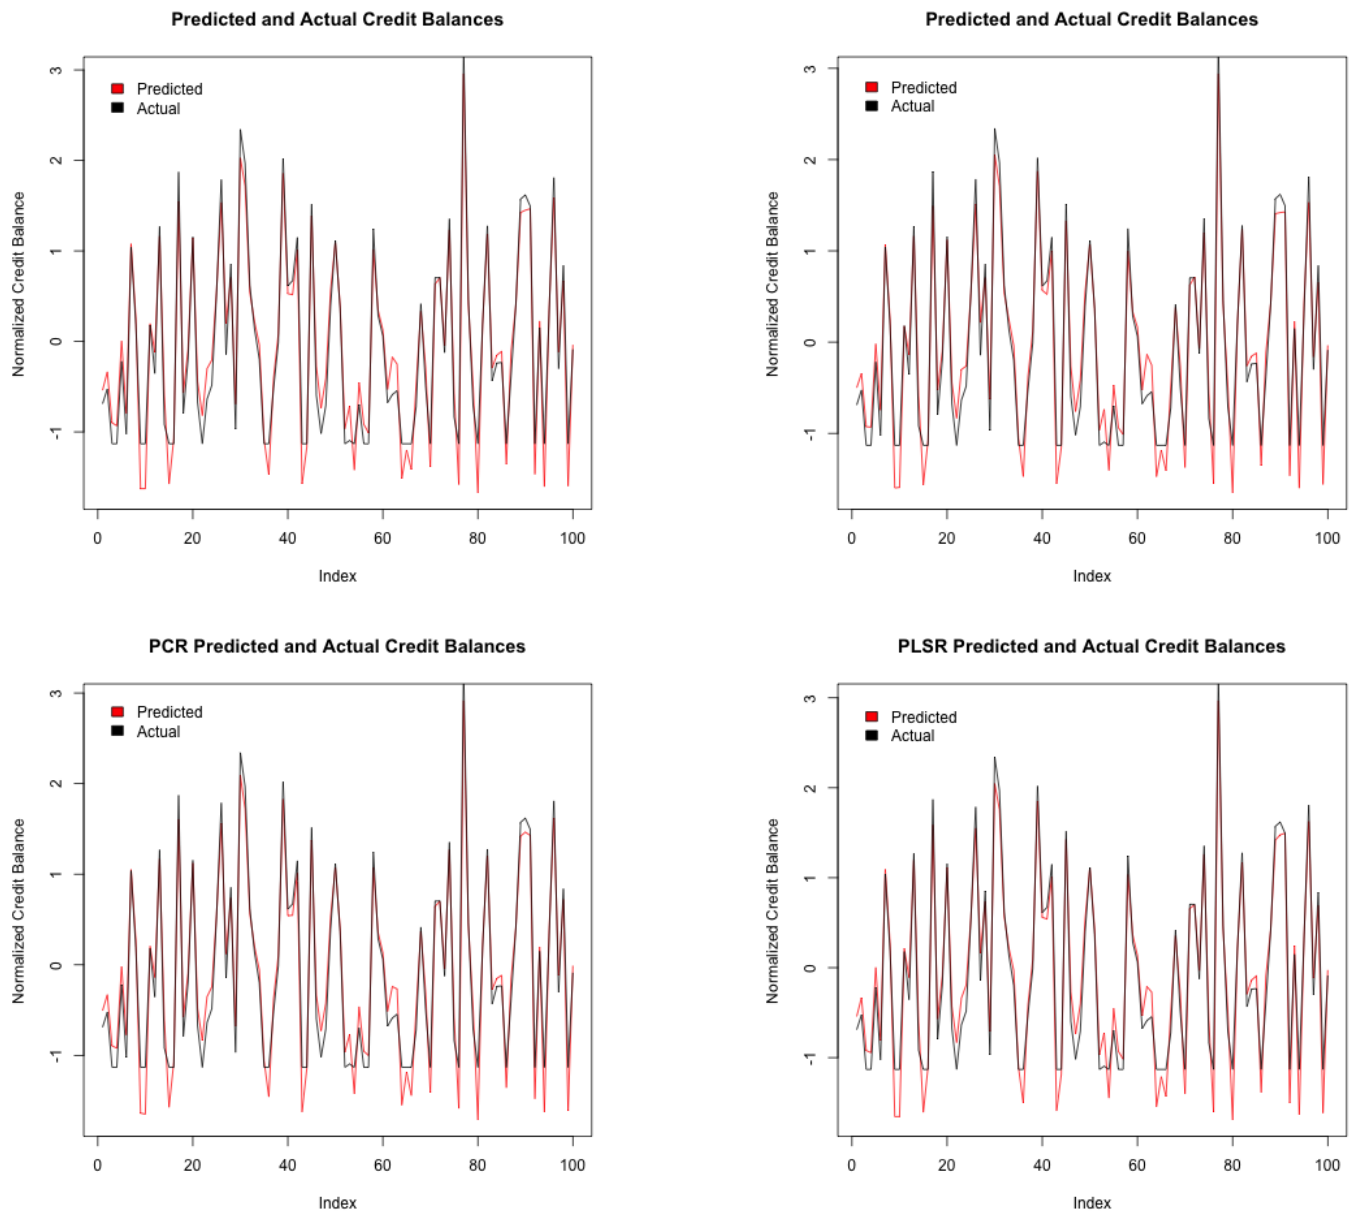 Predicted and Actual Credit Balances
Normalized Credit Balance
3
2
1
0
-1
Predicted
Actual
0 20 40 60 80 100
Index
Predicted and Actual Credit Balances
Normalized Credit Balance
3
2
1
0
-1
Predicted
Actual
0 20 40 60 80 100
Index
PCR Predicted and Actual Credit Balances
Normalized Credit Balance
3
2
1
0
-1
Predicted
Actual
0 20 40 60 80 100
Index
PLSR Predicted and Actual Credit Balances
Normalized Credit Balance
3
2
1
0
-1
Predicted
Actual
0 20 40 60 80 100
Index